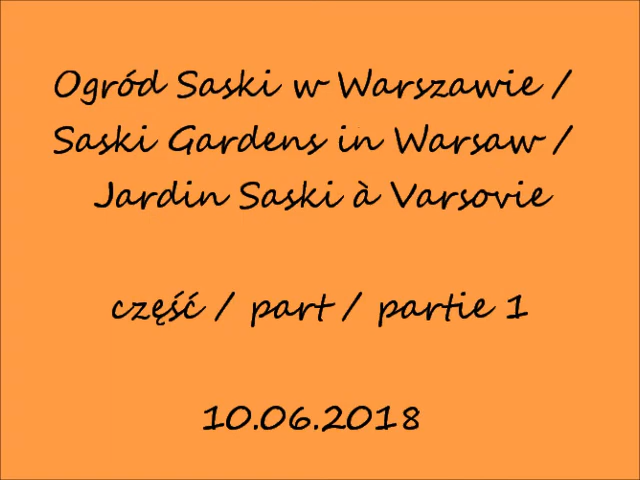 Ogród Saski w Warszawie /
Saski Gardens in Warsaw /
Jardin Saski à Varsovie
część / part / partie 1
10.06.2018